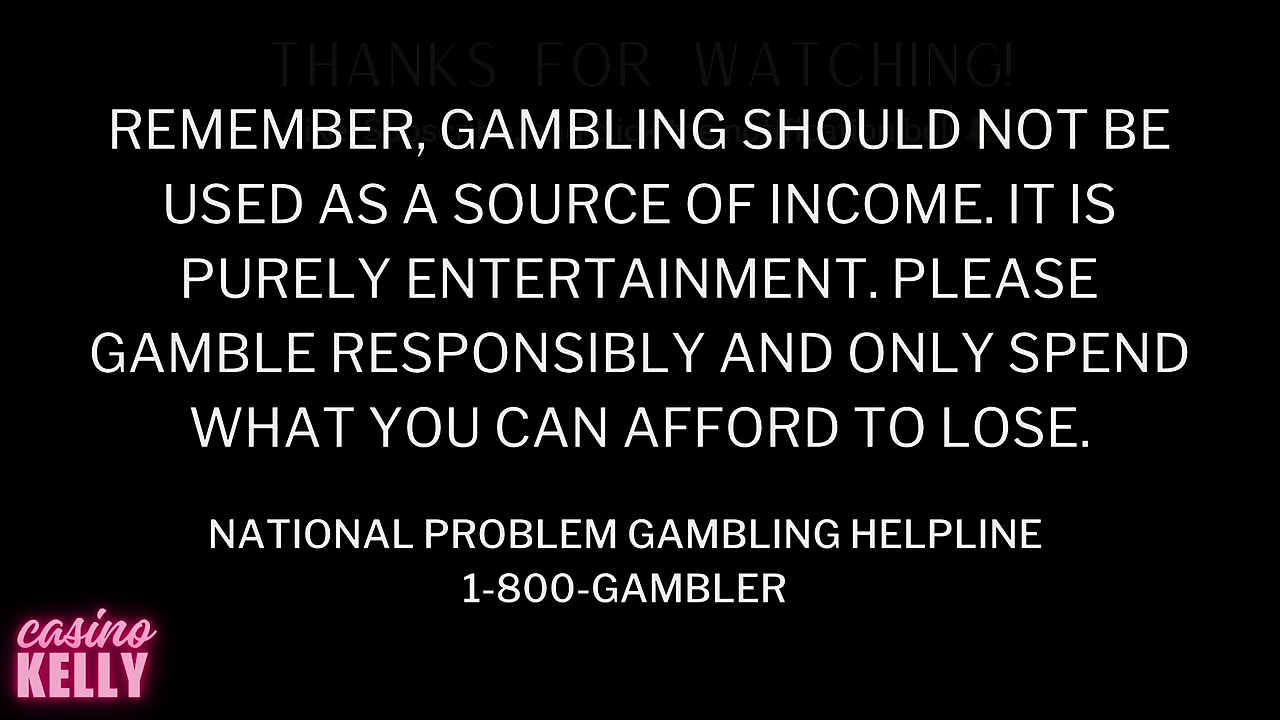 THANKS FOR WATCHING!
REMEMBER, GAMBLING SHOULD NOT BE
USED AS A SOURCE OF INCOME. IT IS
PURELY ENTERTAINMENT. PLEASE
GAMBLE RESPONSIBLY AND ONLY SPEND
WHAT YOU CAN AFFORD TO LOSE.
NATIONAL PROBLEM GAMBLING HELPLINE
1-800-GAMBLER
casino
KELLY